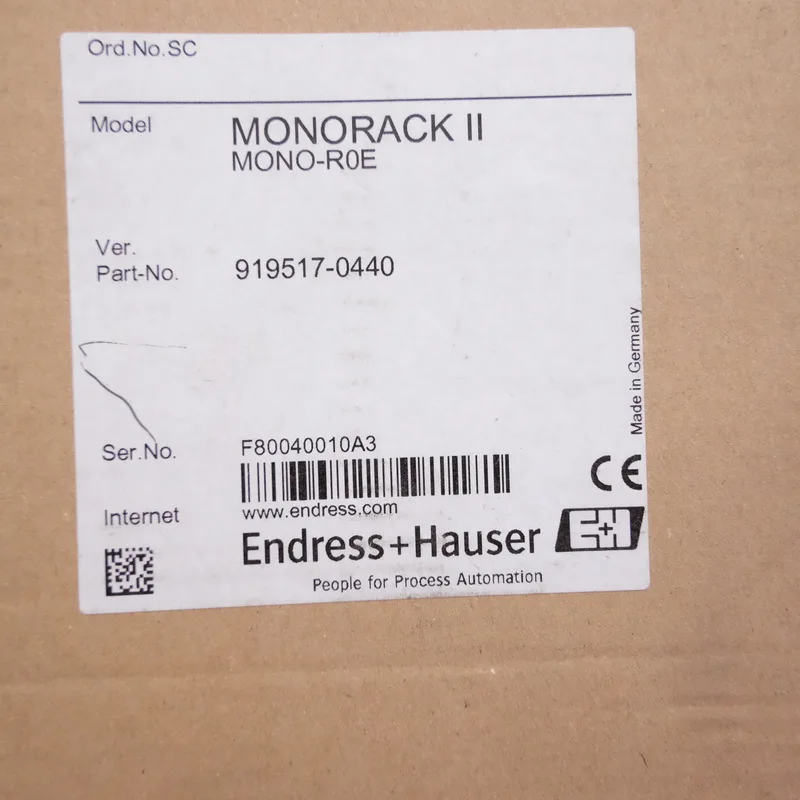 Ord.No.SC
Model MONORACK II
MONO-R0E
Ver.
Part-No. 919517-0440
Made in Germany
Ser.No. F80040010A3
CE
Internet www.endress.com
Endress+Hauser E+H
People for Process Automation